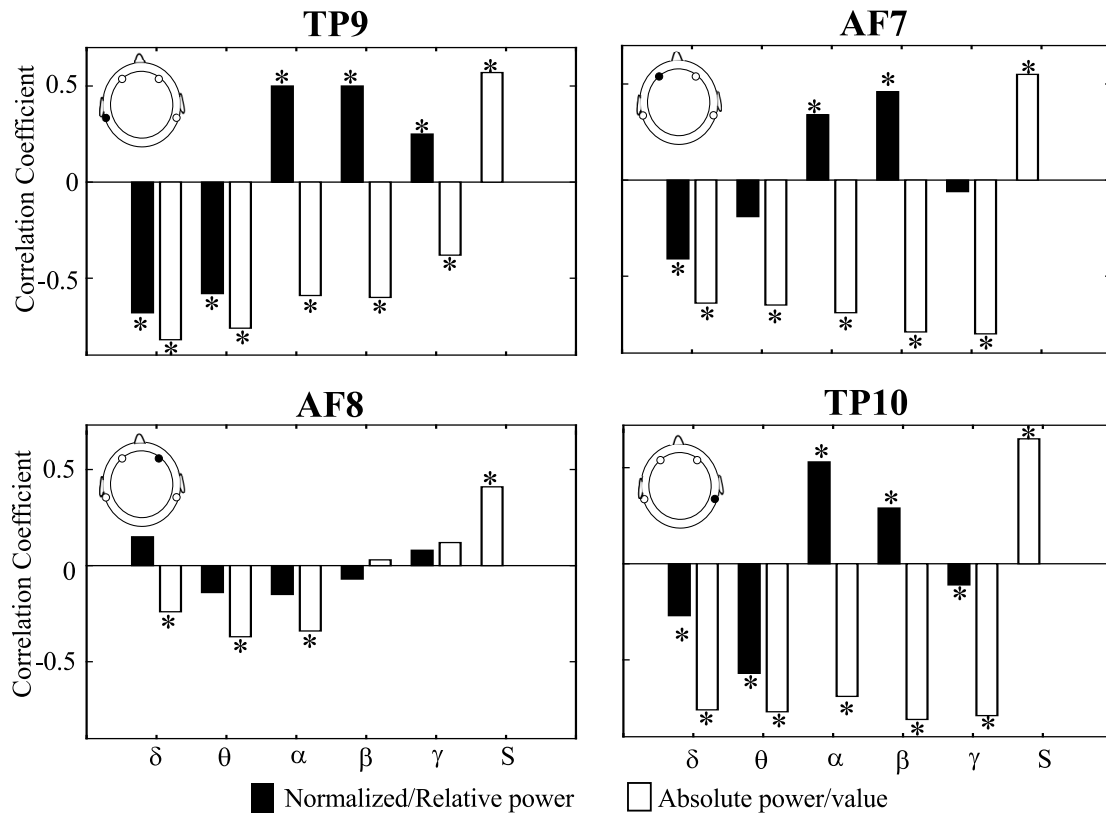 TP9
AF7
Correlation Coefficient
0.5
0
-0.5
* * * * * * * * * * *
* * * * * * * * *
AF8
TP10
Correlation Coefficient
0.5
0
-0.5
* * * *
* * * * * * * * * * *
δ θ α β γ S
δ θ α β γ S
Normalized/Relative power
Absolute power/value